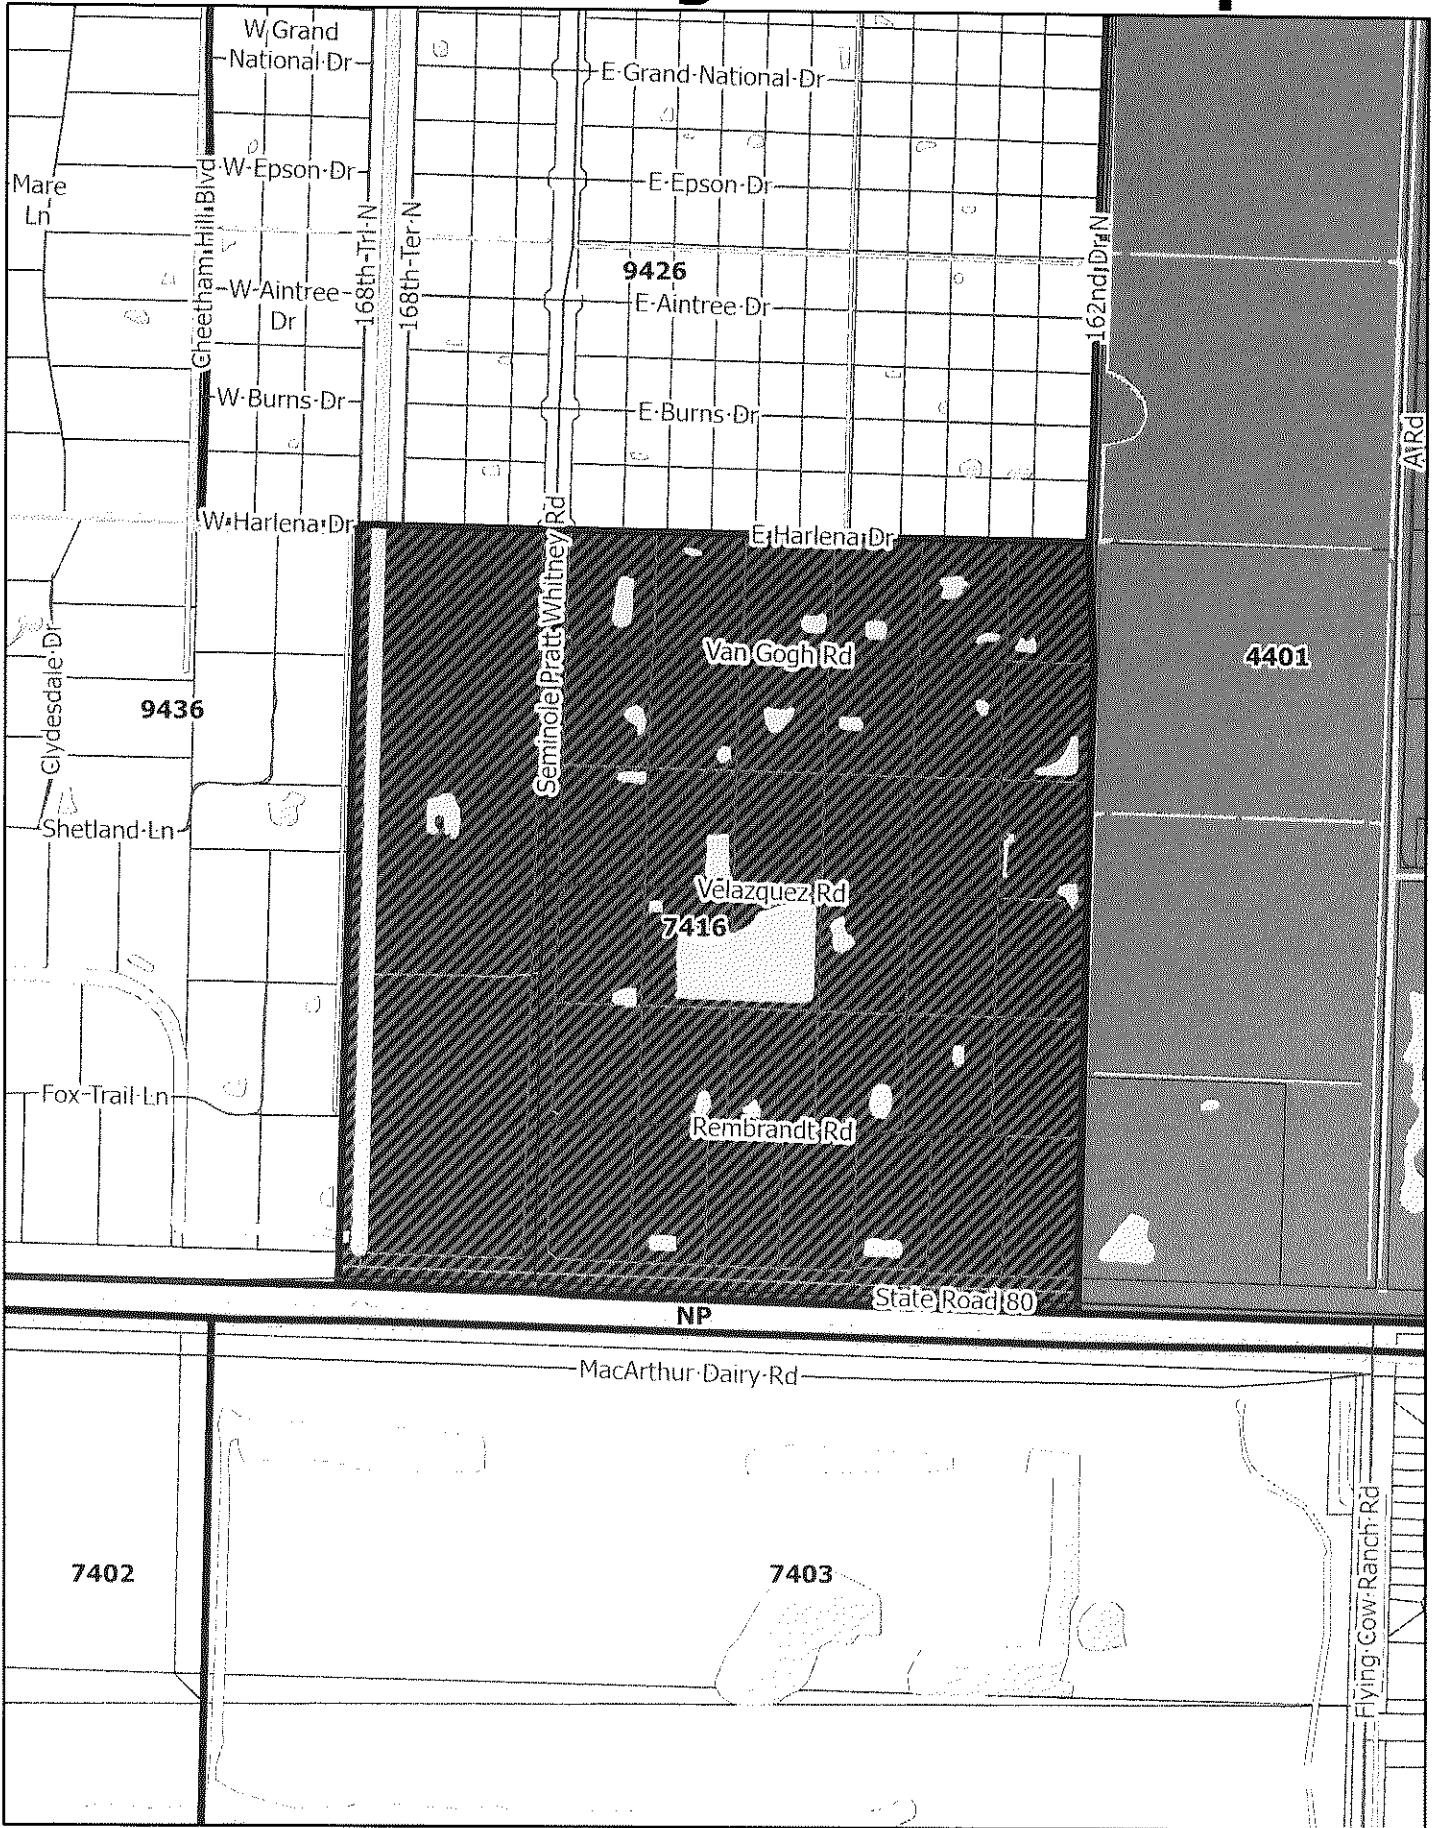 W Grand
National Dr
E Grand National Dr
W Epson Dr
E Epson Dr
Mare
Ln
Cheetham Hill Blvd
168th Trl N
168th Ter N
162nd Dr N
9426
W Aintree
Dr
E Aintree Dr
W Burns Dr
E Burns Dr
A Rd
W Harlena Dr
E Harlena Dr
Seminole Pratt Whitney Rd
Van Gogh Rd
4401
Clydesdale Dr
9436
Shetland Ln
Velazquez Rd
7416
Fox Trail Ln
Rembrandt Rd
State Road 80
NP
MacArthur Dairy Rd
Flying Cow Ranch Rd
7402
7403